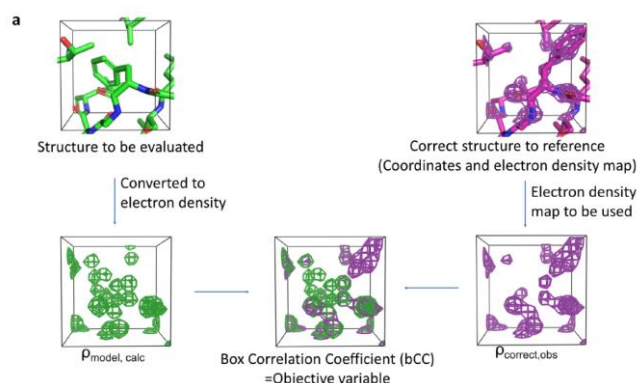 a
Structure to be evaluated
Correct structure to reference
(Coordinates and electron density map)
Converted to
electron density
Electron density
map to be used
ρmodel, calc
Box Correlation Coefficient (bCC)
=Objective variable
ρcorrect,obs